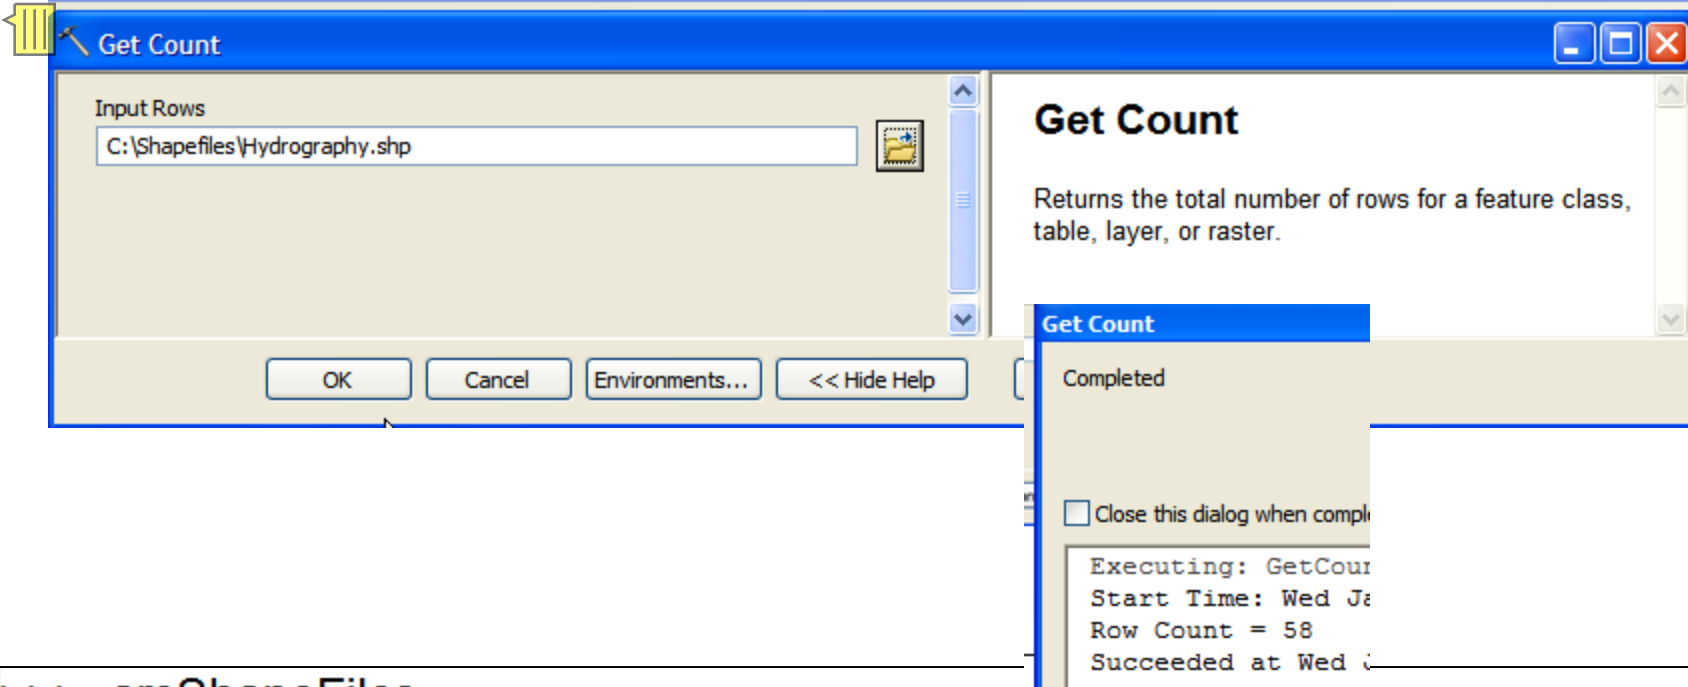 Get Count
Input Rows
C:\Shapefiles\Hydrography.shp
Get Count
Returns the total number of rows for a feature class,
table, layer, or raster.
OK
Cancel
Environments...
<< Hide Help
Get Count
Completed
Close this dialog when compl
Executing: GetCoun
Start Time: Wed Ja
Row Count = 58
Succeeded at Wed J